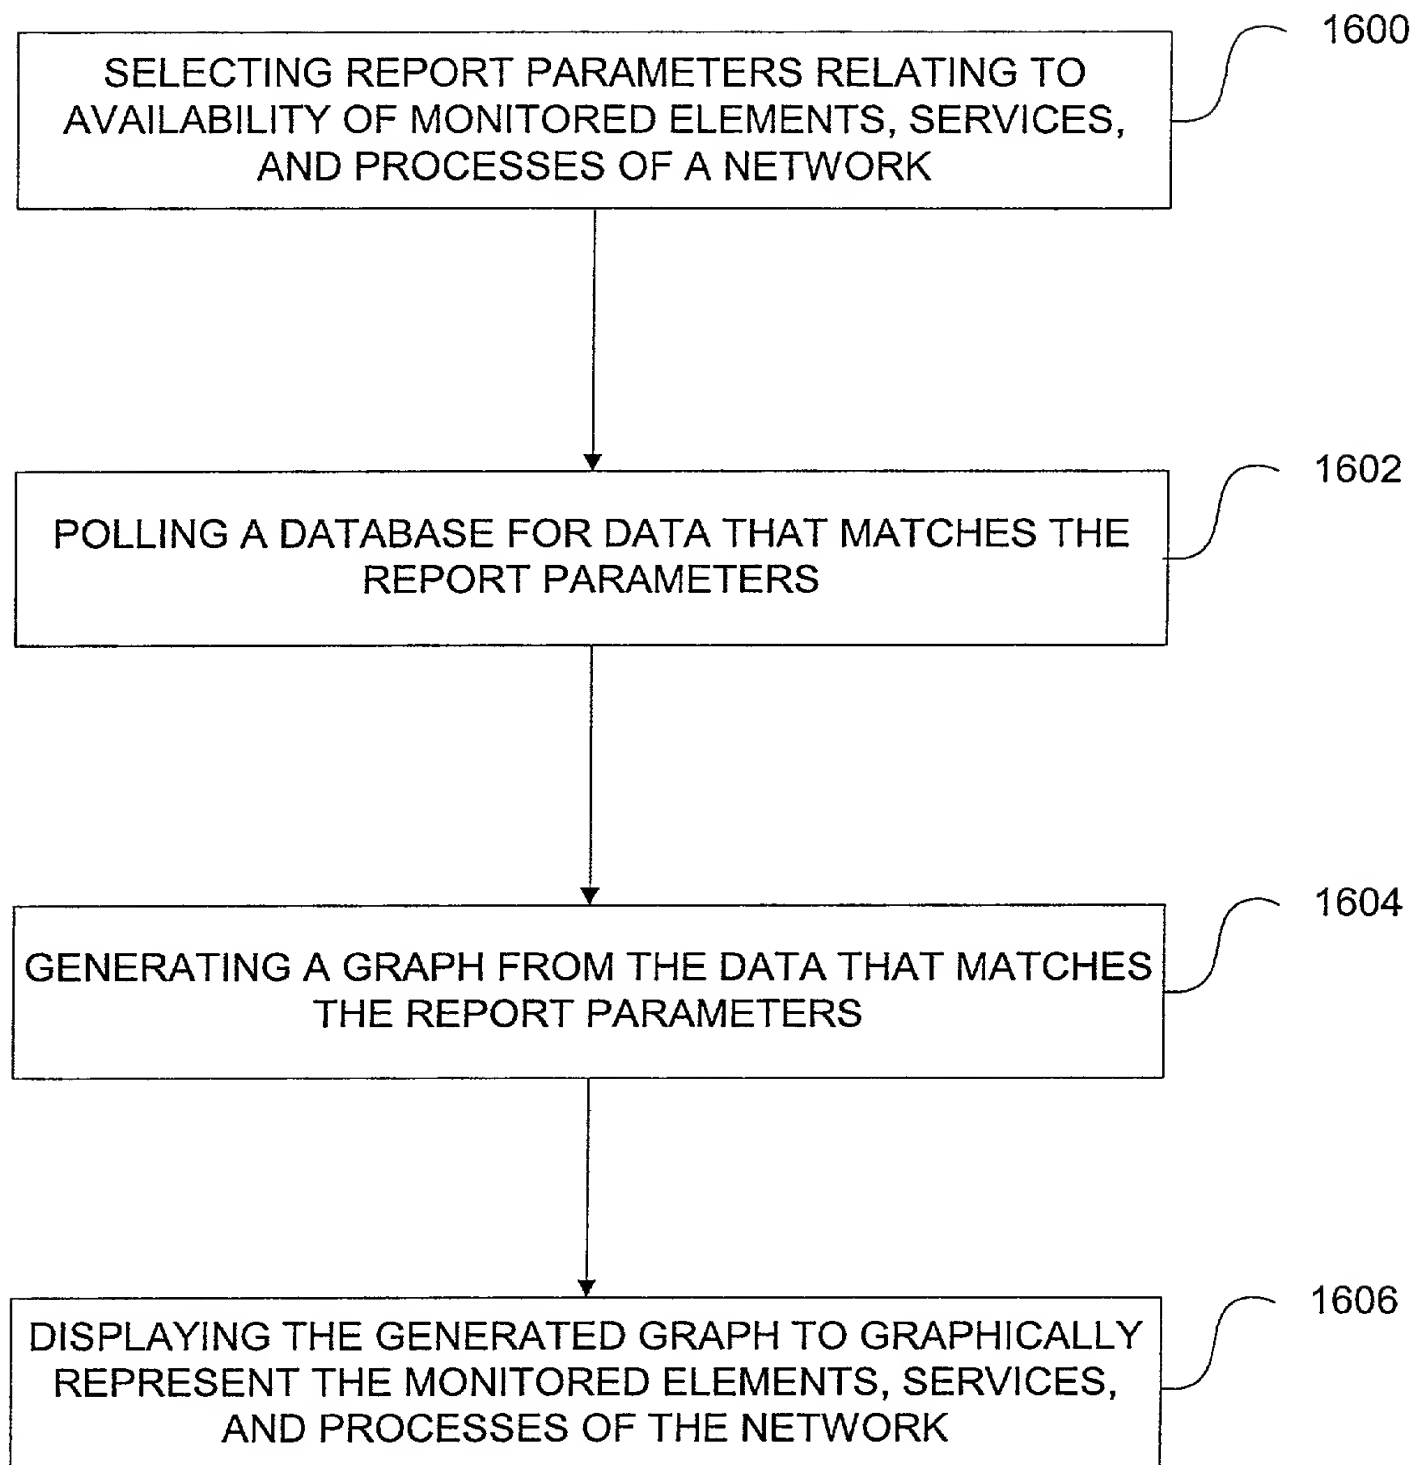 1600
SELECTING REPORT PARAMETERS RELATING TO
AVAILABILITY OF MONITORED ELEMENTS, SERVICES,
AND PROCESSES OF A NETWORK
1602
POLLING A DATABASE FOR DATA THAT MATCHES THE
REPORT PARAMETERS
1604
GENERATING A GRAPH FROM THE DATA THAT MATCHES
THE REPORT PARAMETERS
1606
DISPLAYING THE GENERATED GRAPH TO GRAPHICALLY
REPRESENT THE MONITORED ELEMENTS, SERVICES,
AND PROCESSES OF THE NETWORK